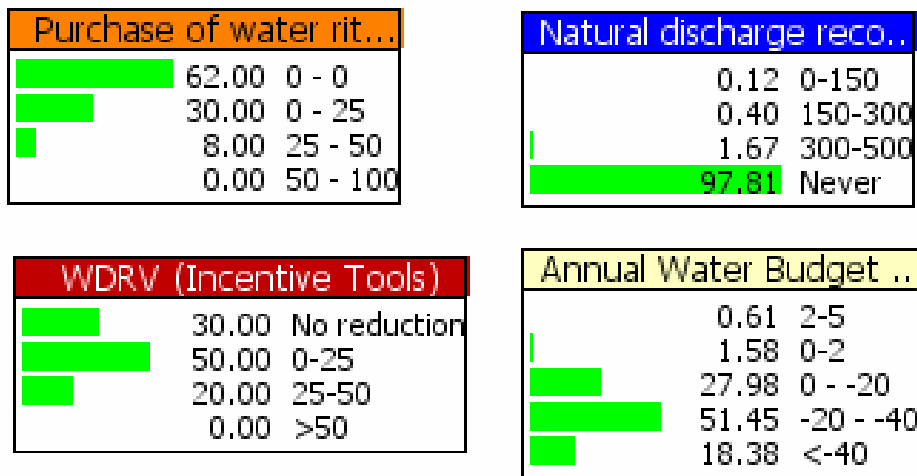 Purchase of water rit...
62.00 0 - 0
30.00 0 - 25
8.00 25 - 50
0.00 50 - 100
Natural discharge reco..
0.12 0-150
0.40 150-300
1.67 300-500
97.81 Never
WDRV (Incentive Tools)
30.00 No reduction
50.00 0-25
20.00 25-50
0.00 >50
Annual Water Budget ..
0.61 2-5
1.58 0-2
27.98 0 - -20
51.45 -20 - -40
18.38 <-40